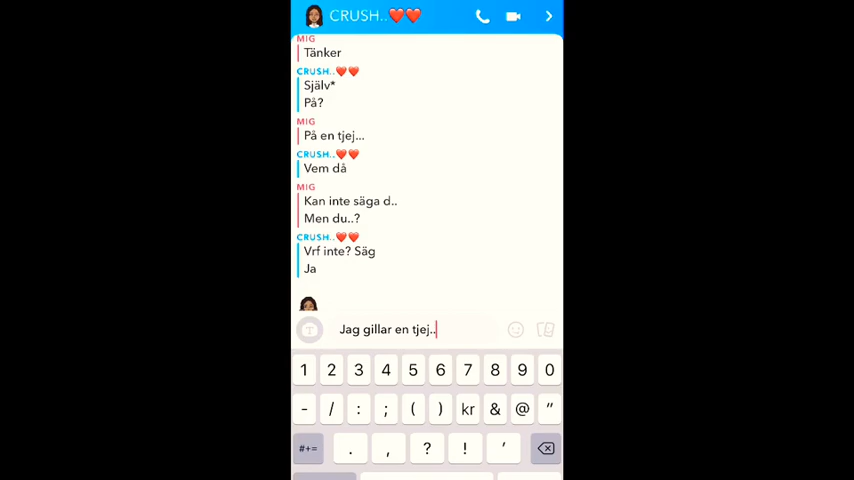 CRUSH..❤️❤️
MIG
Tänker
CRUSH..❤️❤️
Själv*
På?
MIG
På en tjej...
CRUSH..❤️❤️
Vem då
MIG
Kan inte säga d..
Men du..?
CRUSH..❤️❤️
Vrf inte? Säg
Ja
T Jag gillar en tjej..
1 2 3 4 5 6 7 8 9 0
- / : ; ( ) kr & @ "
#+= . , ? ! '